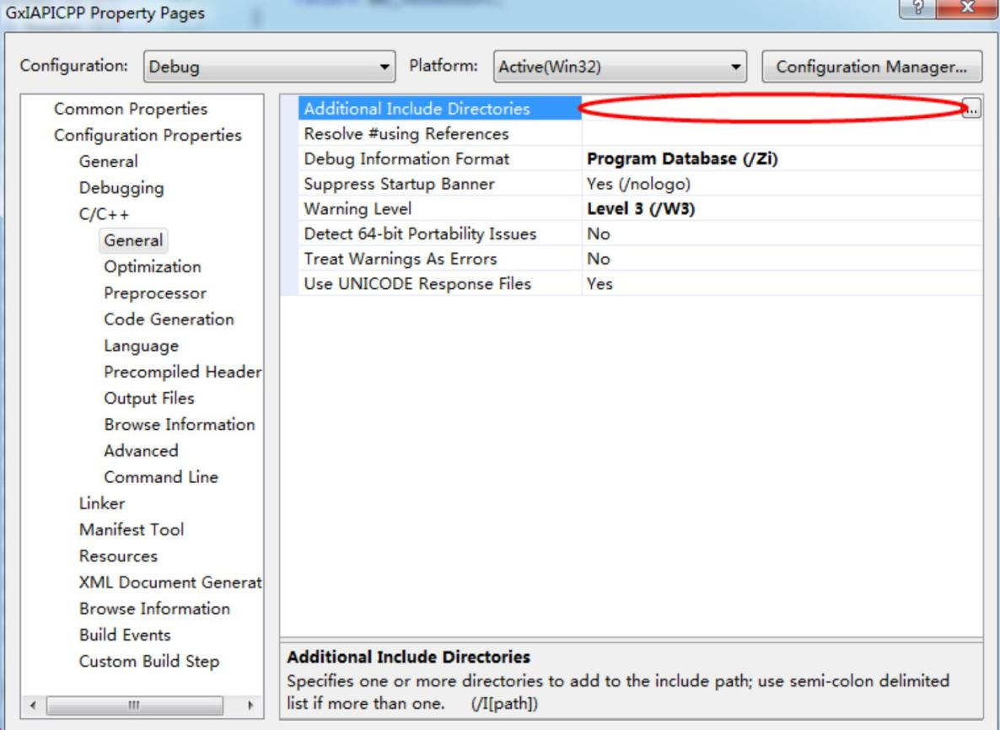 GxIAPICPP Property Pages
?
Configuration: Debug Platform: Active(Win32) Configuration Manager...
Common Properties
Configuration Properties
General
Debugging
C/C++
General
Optimization
Preprocessor
Code Generation
Language
Precompiled Header
Output Files
Browse Information
Advanced
Command Line
Linker
Manifest Tool
Resources
XML Document Generat
Browse Information
Build Events
Custom Build Step
Additional Include Directories ...
Resolve #using References
Debug Information Format Program Database (/Zi)
Suppress Startup Banner Yes (/nologo)
Warning Level Level 3 (/W3)
Detect 64-bit Portability Issues No
Treat Warnings As Errors No
Use UNICODE Response Files Yes
Additional Include Directories
Specifies one or more directories to add to the include path; use semi-colon delimited
list if more than one. (/I[path])